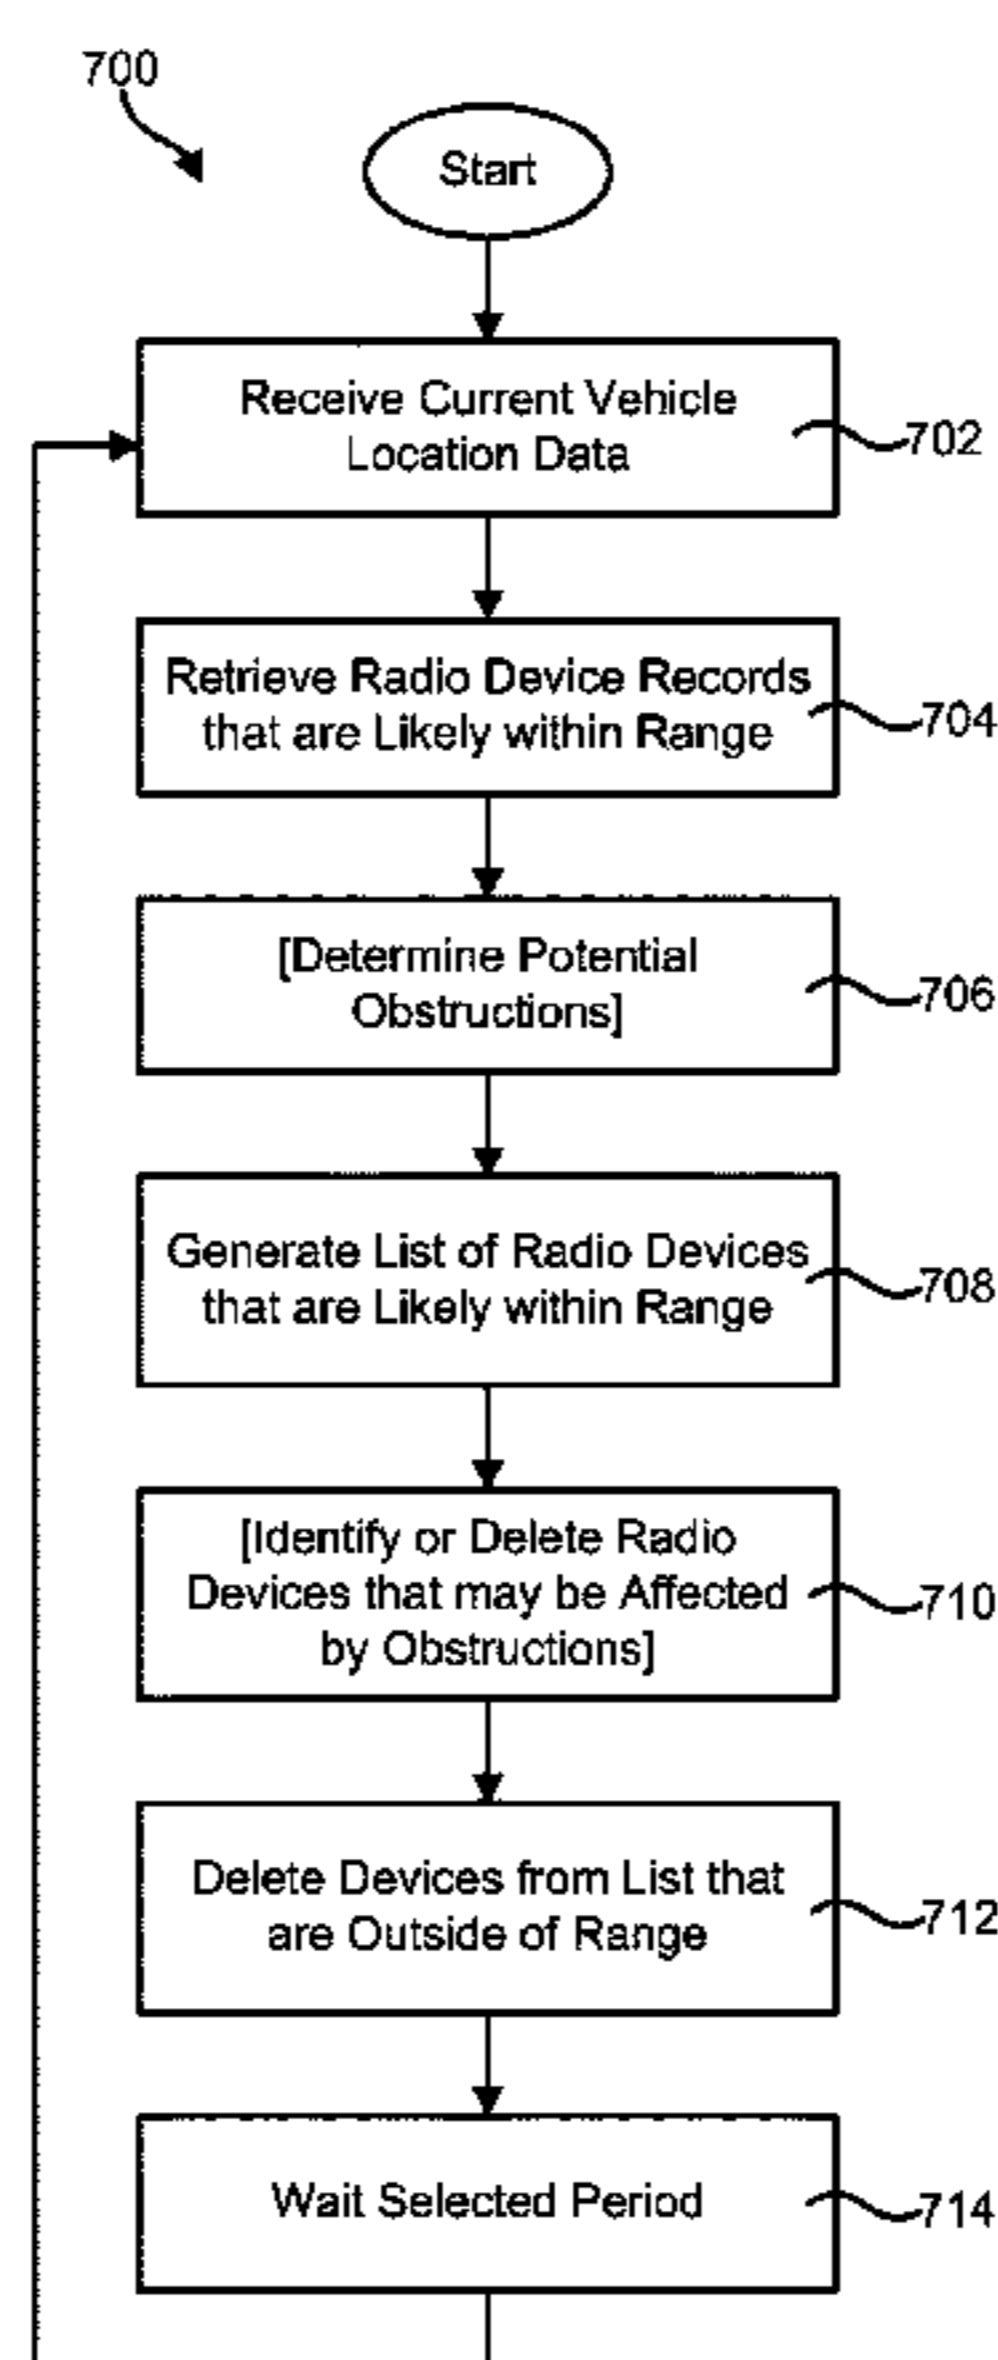 700
Start
Receive Current Vehicle
Location Data
702
Retrieve Radio Device Records
that are Likely within Range
704
[Determine Potential
Obstructions]
706
Generate List of Radio Devices
that are Likely within Range
708
[Identify or Delete Radio
Devices that may be Affected
by Obstructions]
710
Delete Devices from List that
are Outside of Range
712
Wait Selected Period
714